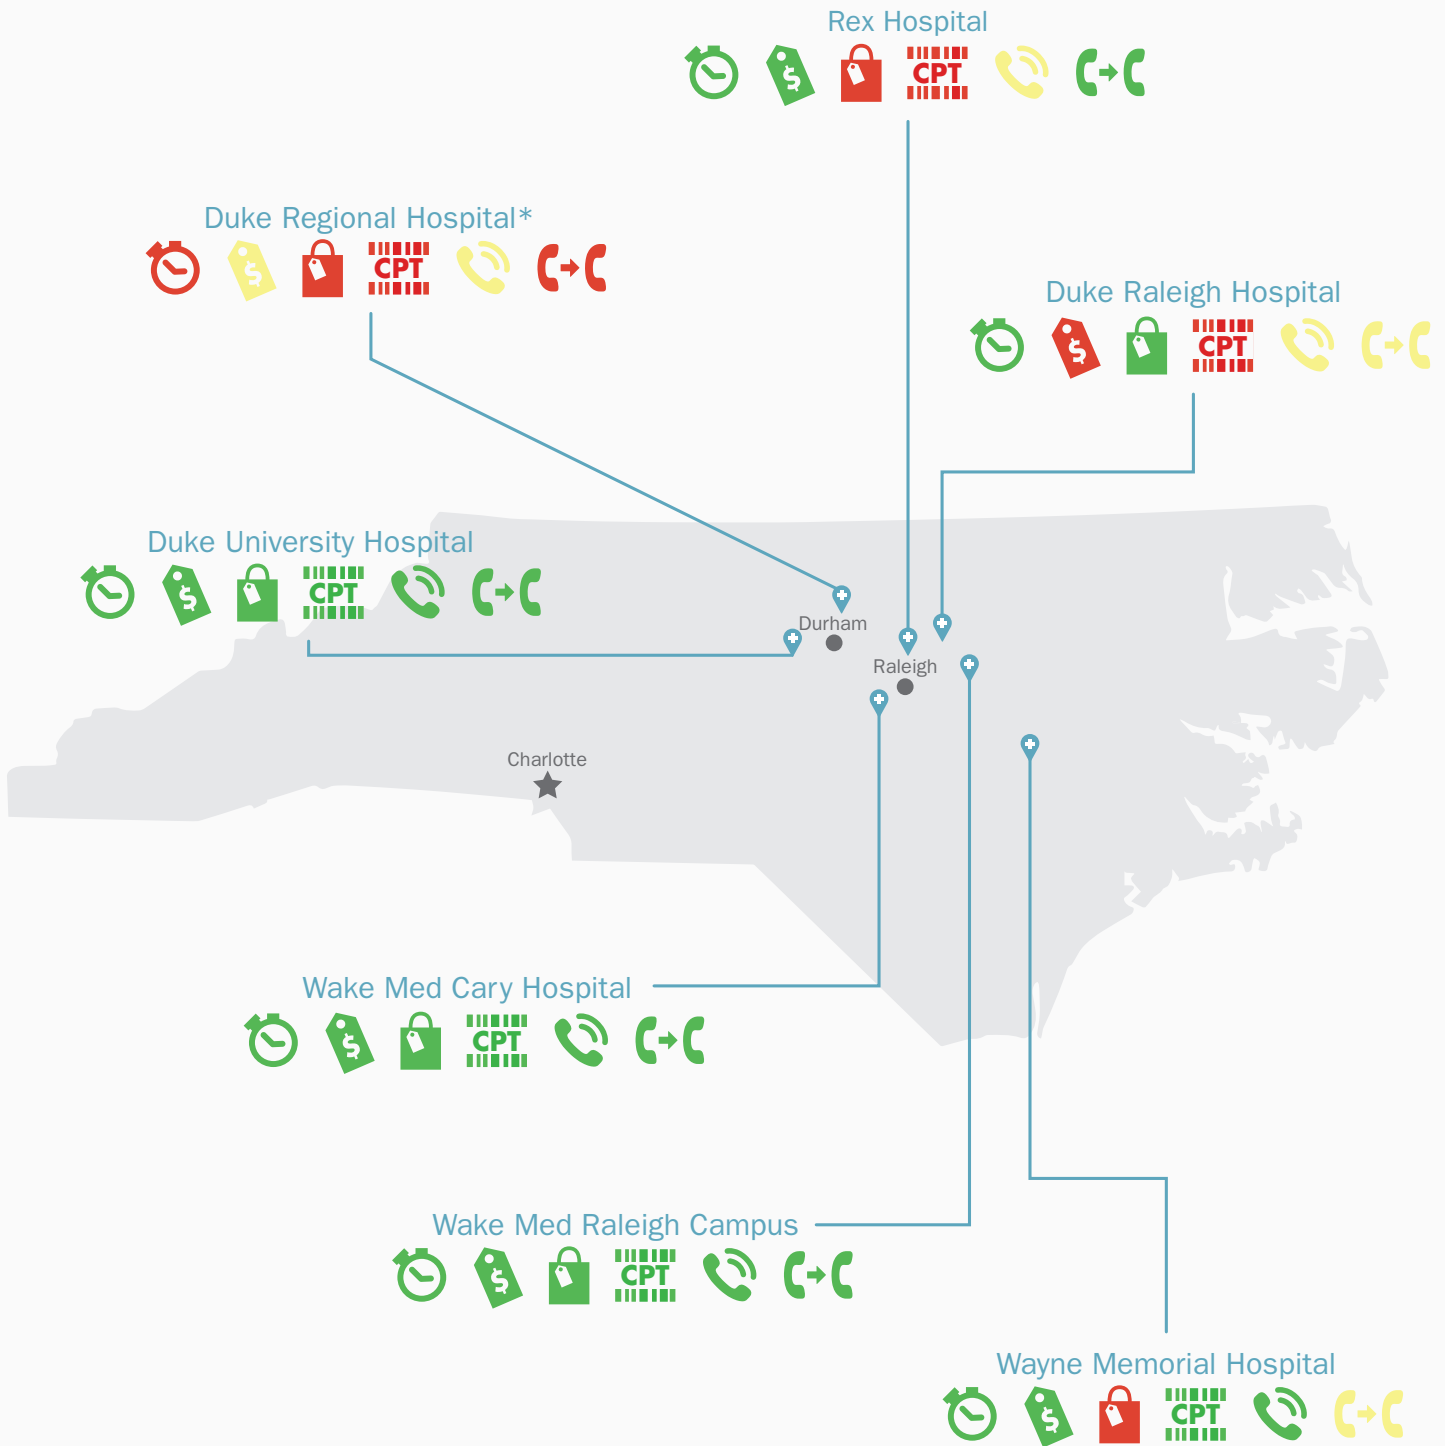 Rex Hospital
$
CPT
Duke Regional Hospital*
$
CPT
Duke Raleigh Hospital
$
CPT
Duke University Hospital
$
CPT
Durham
Raleigh
Charlotte
Wake Med Cary Hospital
$
CPT
Wake Med Raleigh Campus
$
CPT
Wayne Memorial Hospital
$
CPT